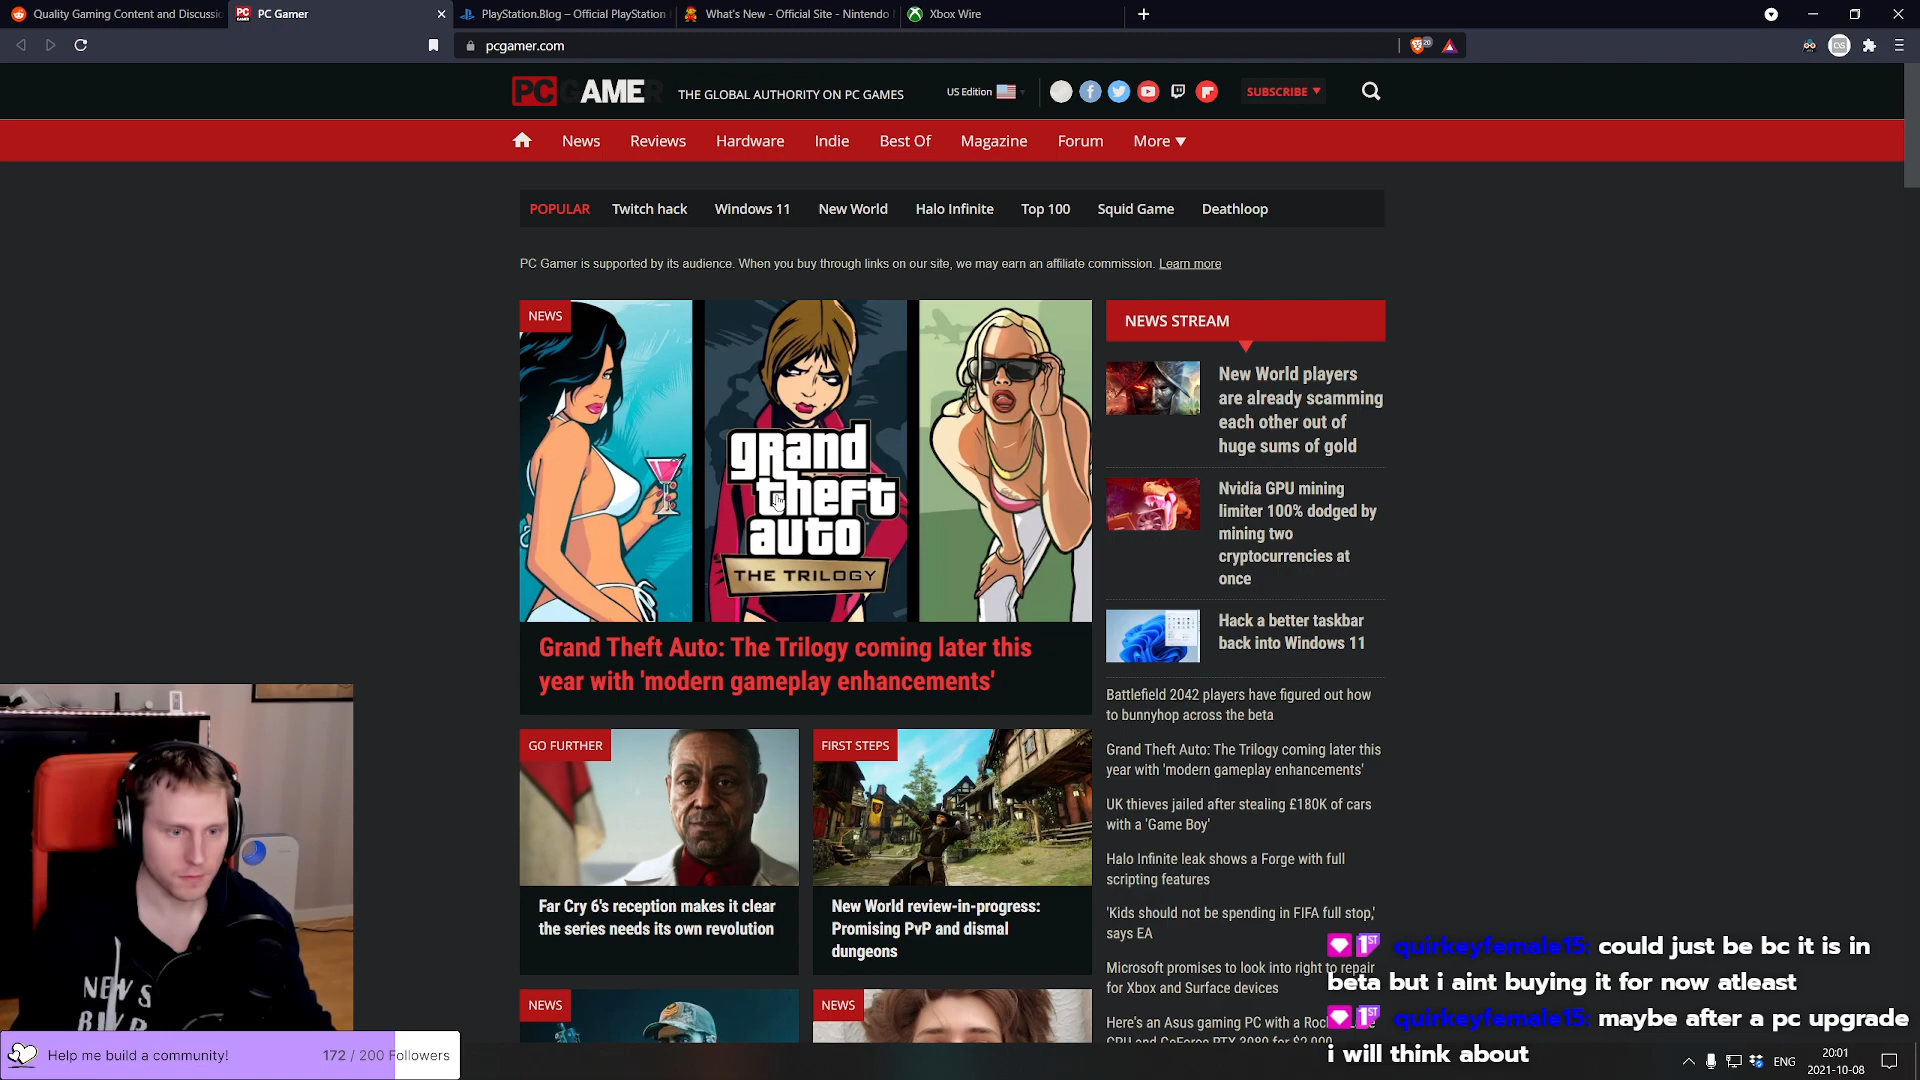 Quality Gaming Content and Discussic
PC Gamer
PlayStation.Blog – Official PlayStation
What's New - Official Site - Nintendo
Xbox Wire
pcgamer.com
20
PC GAMER
THE GLOBAL AUTHORITY ON PC GAMES
US Edition
SUBSCRIBE
News
Reviews
Hardware
Indie
Best Of
Magazine
Forum
More
POPULAR
Twitch hack
Windows 11
New World
Halo Infinite
Top 100
Squid Game
Deathloop
PC Gamer is supported by its audience. When you buy through links on our site, we may earn an affiliate commission. Learn more
NEWS
grand
theft
auto
THE TRILOGY
Grand Theft Auto: The Trilogy coming later this
year with 'modern gameplay enhancements'
GO FURTHER
Far Cry 6's reception makes it clear
the series needs its own revolution
FIRST STEPS
New World review-in-progress:
Promising PvP and dismal
dungeons
NEWS
NEWS
NEWS STREAM
New World players
are already scamming
each other out of
huge sums of gold
Nvidia GPU mining
limiter 100% dodged by
mining two
cryptocurrencies at
once
Hack a better taskbar
back into Windows 11
Battlefield 2042 players have figured out how
to bunnyhop across the beta
Grand Theft Auto: The Trilogy coming later this
year with 'modern gameplay enhancements'
UK thieves jailed after stealing £180K of cars
with a 'Game Boy'
Halo Infinite leak shows a Forge with full
scripting features
'Kids should not be spending in FIFA full stop,'
says EA
Microsoft promises to look into right to repair
for Xbox and Surface devices
Here's an Asus gaming PC with a
1ST quirkeyfemale15: could just be bc it is in
beta but i aint buying it for now atleast
1ST quirkeyfemale15: maybe after a pc upgrade
i will think about
Help me build a community!
172 / 200 Followers
ENG
20:01
2021-10-08